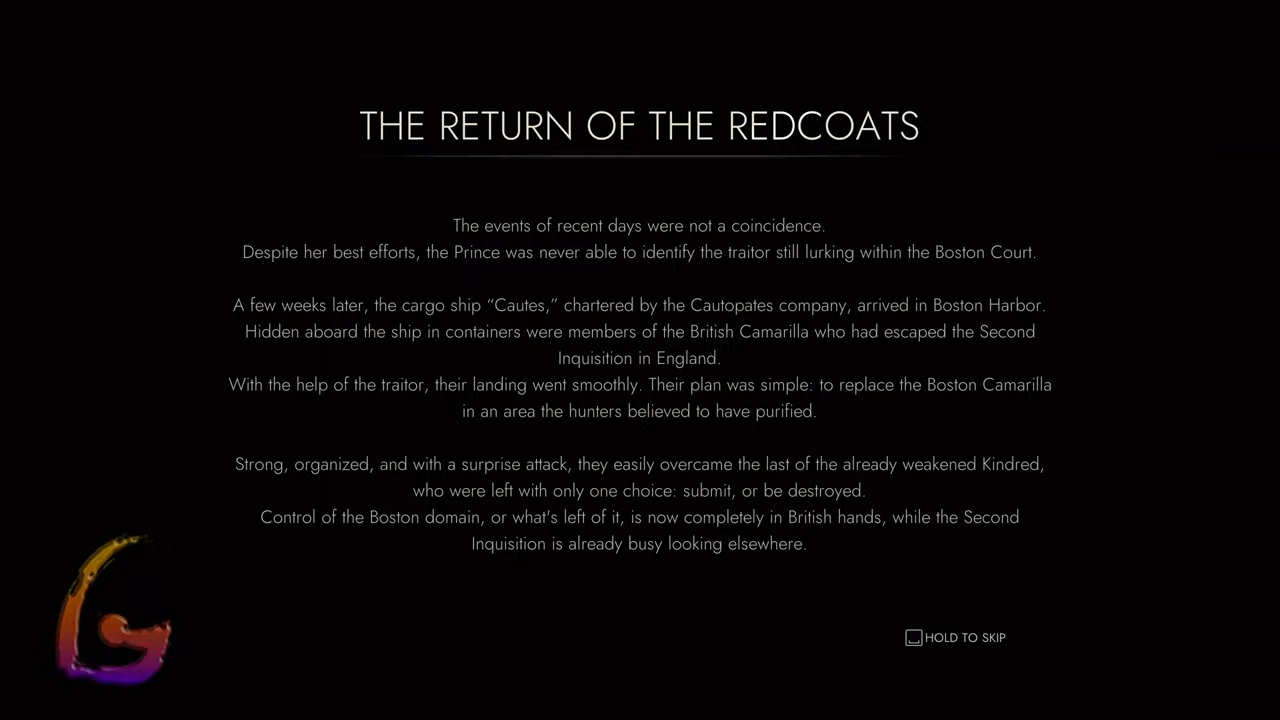 THE RETURN OF THE REDCOATS
The events of recent days were not a coincidence.
Despite her best efforts, the Prince was never able to identify the traitor still lurking within the Boston Court.
A few weeks later, the cargo ship “Cautes,” chartered by the Cautopates company, arrived in Boston Harbor.
Hidden aboard the ship in containers were members of the British Camarilla who had escaped the Second
Inquisition in England.
With the help of the traitor, their landing went smoothly. Their plan was simple: to replace the Boston Camarilla
in an area the hunters believed to have purified.
Strong, organized, and with a surprise attack, they easily overcame the last of the already weakened Kindred,
who were left with only one choice: submit, or be destroyed.
Control of the Boston domain, or what's left of it, is now completely in British hands, while the Second
Inquisition is already busy looking elsewhere.
HOLD TO SKIP
G